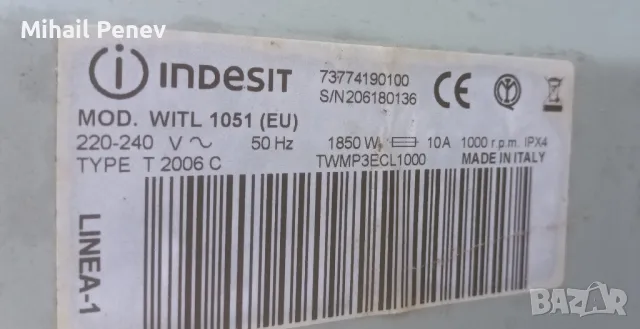 Mihail Penev
indesit
73774190100
S/N206180136
MOD. WITL 1051 (EU)
220-240 V 50 Hz 1850 W 10A 1000 r.p.m. IPX4
TYPE T 2006 C TWMP3ECL1000 MADE IN ITALY
LINEA-1
BAZAR.BG